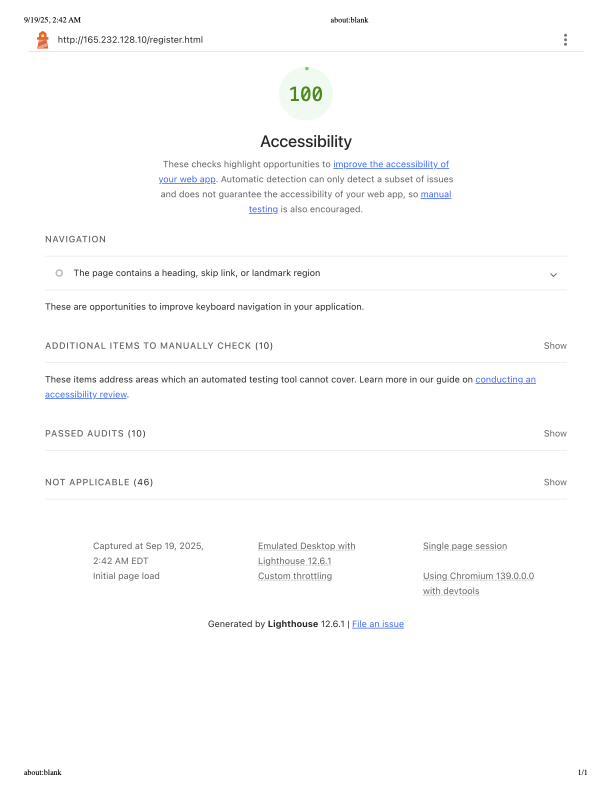 9/19/25, 2:42 AM about:blank
http://165.232.128.10/register.html
100
Accessibility
These checks highlight opportunities to improve the accessibility of
your web app. Automatic detection can only detect a subset of issues
and does not guarantee the accessibility of your web app, so manual
testing is also encouraged.
NAVIGATION
The page contains a heading, skip link, or landmark region
These are opportunities to improve keyboard navigation in your application.
ADDITIONAL ITEMS TO MANUALLY CHECK (10) Show
These items address areas which an automated testing tool cannot cover. Learn more in our guide on conducting an
accessibility review.
PASSED AUDITS (10) Show
NOT APPLICABLE (46) Show
Captured at Sep 19, 2025,
2:42 AM EDT
Initial page load
Emulated Desktop with
Lighthouse 12.6.1
Custom throttling
Single page session
Using Chromium 139.0.0.0
with devtools
Generated by Lighthouse 12.6.1 | File an issue
about:blank 1/1